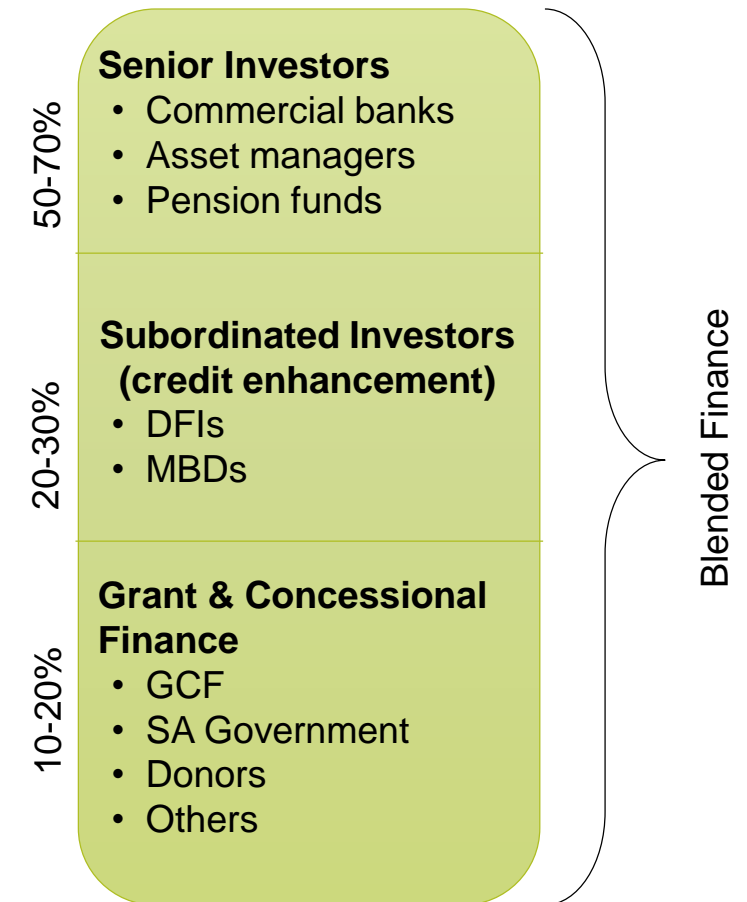 50-70%
Senior Investors
• Commercial banks
• Asset managers
• Pension funds
20-30%
Subordinated Investors
(credit enhancement)
• DFIs
• MBDs
10-20%
Grant & Concessional
Finance
• GCF
• SA Government
• Donors
• Others
Blended Finance